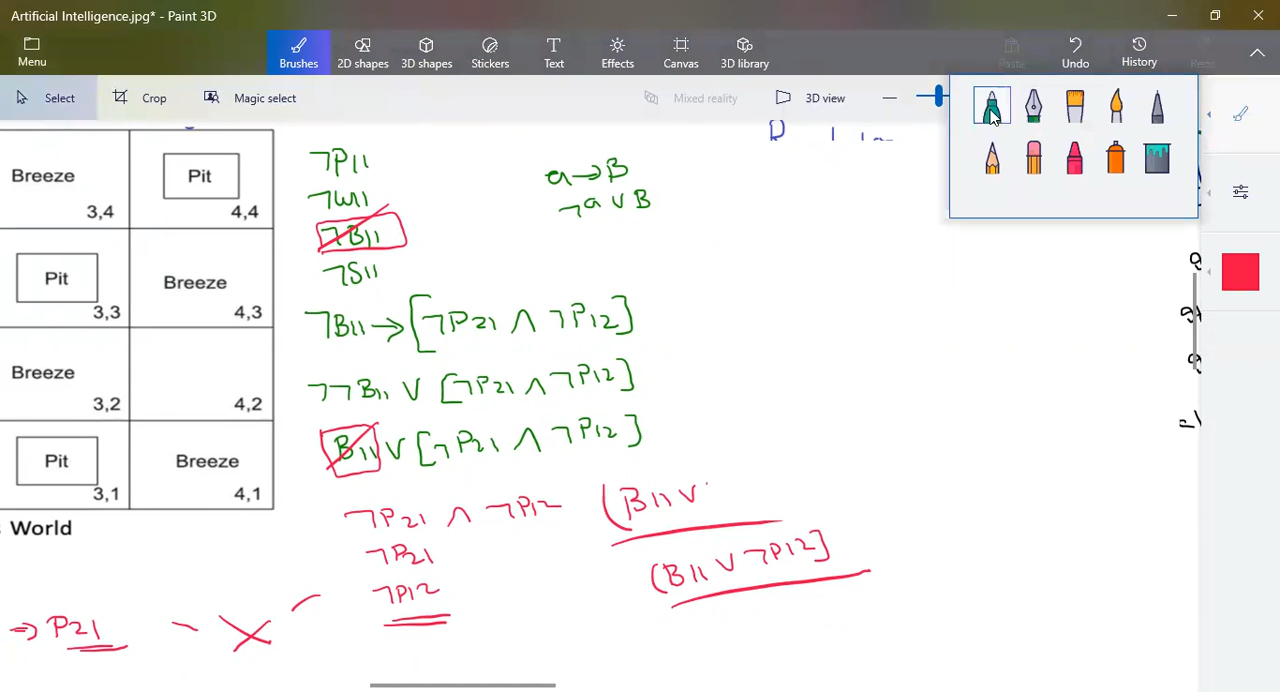 Artificial Intelligence.jpg* - Paint 3D
Menu
Brushes
2D shapes
3D shapes
Stickers
Text
Effects
Canvas
3D library
Paste
Undo
History
Select
Crop
Magic select
Mixed reality
3D view
Breeze
3,4
Pit
4,4
Pit
3,3
Breeze
4,3
Breeze
3,2
4,2
Pit
3,1
Breeze
4,1
s World
¬P11
¬W11
¬B11
¬S11
a → B
¬a ∨ B
¬B11 → [¬P21 ∧ ¬P12]
¬¬B11 ∨ [¬P21 ∧ ¬P12]
B11 ∨ [¬P21 ∧ ¬P12]
¬P21 ∧ ¬P12
¬P21
¬P12
(B11 ∨
(B11 ∨ ¬P12]
⇒ P21